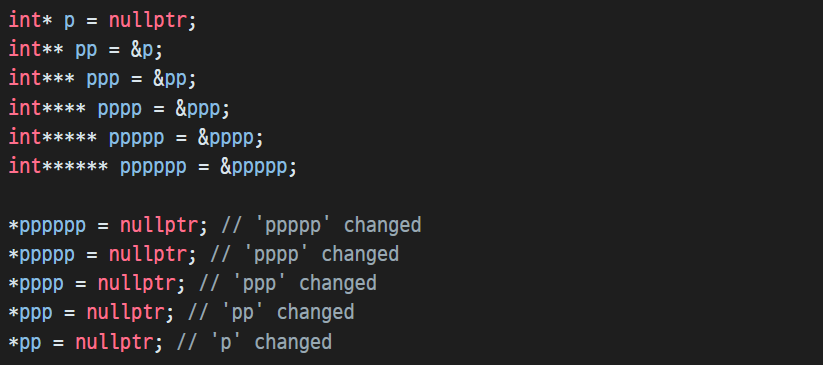 int* p = nullptr;
int** pp = &p;
int*** ppp = &pp;
int**** pppp = &ppp;
int***** ppppp = &pppp;
int****** pppppp = &ppppp;
*pppppp = nullptr; // 'ppppp' changed
*ppppp = nullptr; // 'pppp' changed
*pppp = nullptr; // 'ppp' changed
*ppp = nullptr; // 'pp' changed
*pp = nullptr; // 'p' changed